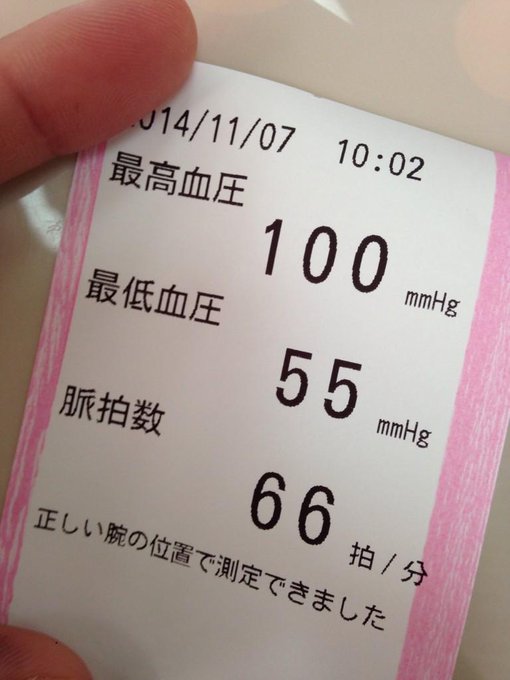 2014/11/07 10:02
最高血圧
100 mmHg
最低血圧
55 mmHg
脈拍数
66 拍/分
正しい腕の位置で測定できました